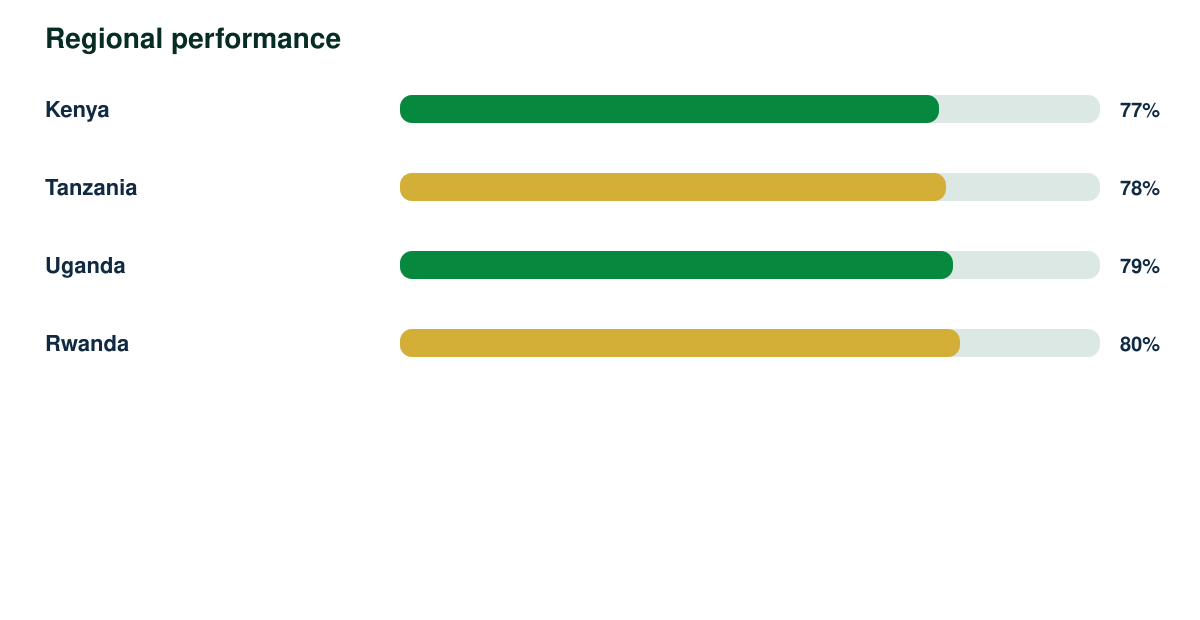 Regional performance
Kenya 77%
Tanzania 78%
Uganda 79%
Rwanda 80%